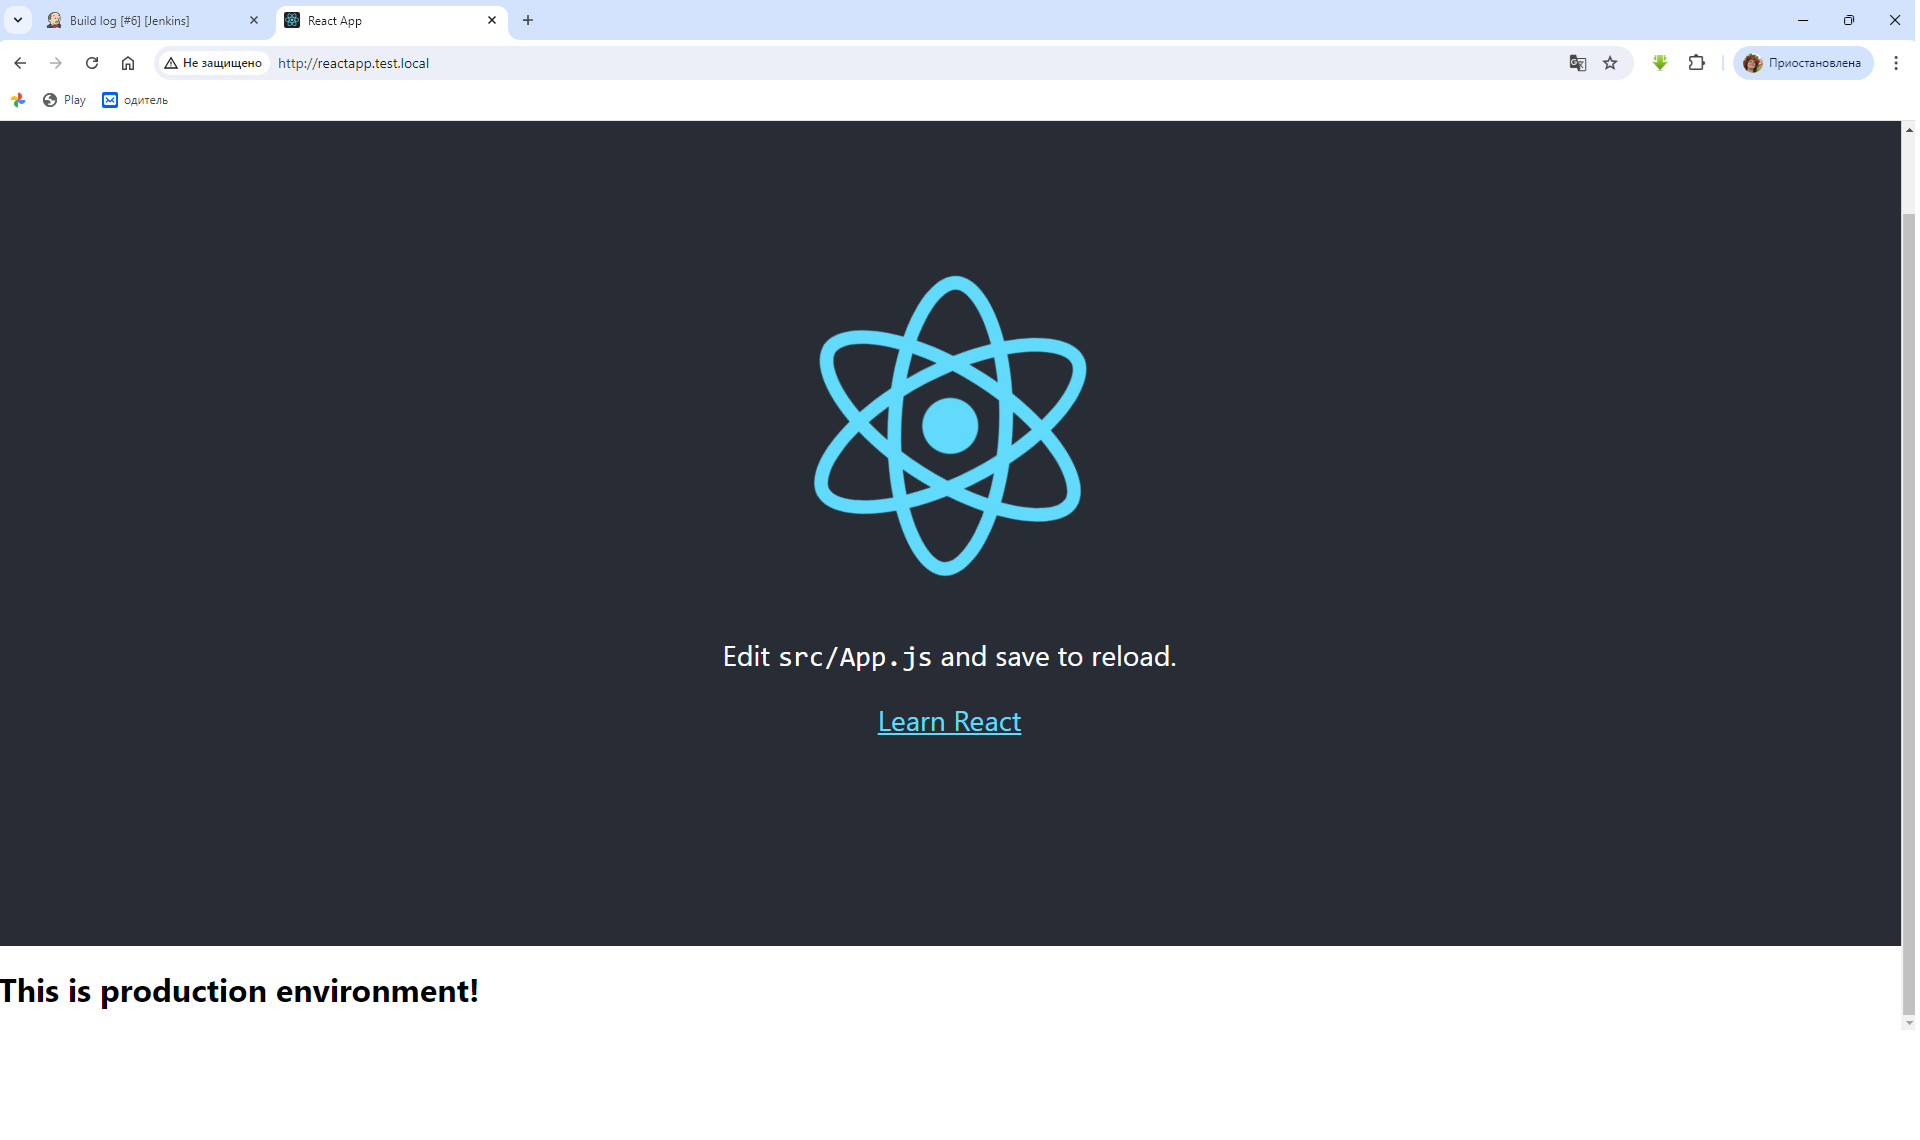 Build log [#6] [Jenkins]
React App
Не защищено
http://reactapp.test.local
Приостановлена
Play
одитель
Edit src/App.js and save to reload.
Learn React
This is production environment!